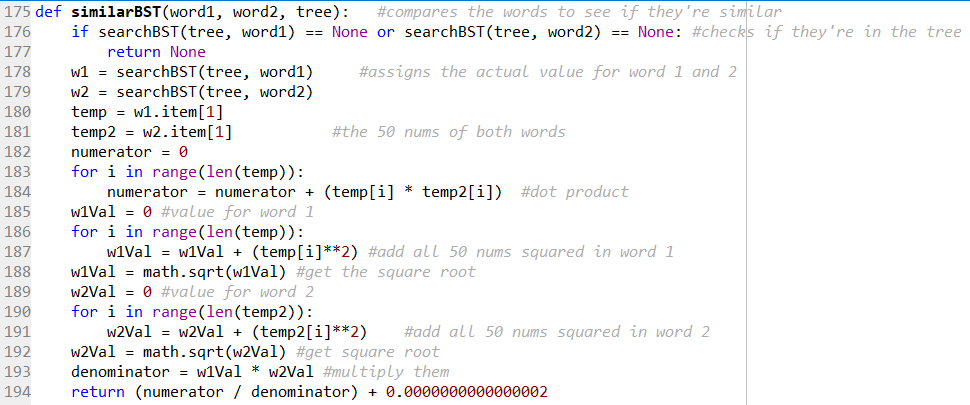 175 def similarBST(word1, word2, tree):   #compares the words to see if they're similar
176     if searchBST(tree, word1) == None or searchBST(tree, word2) == None: #checks if they're in the tree
177         return None
178     w1 = searchBST(tree, word1)     #assigns the actual value for word 1 and 2
179     w2 = searchBST(tree, word2)
180     temp = w1.item[1]
181     temp2 = w2.item[1]           #the 50 nums of both words
182     numerator = 0
183     for i in range(len(temp)):
184         numerator = numerator + (temp[i] * temp2[i])  #dot product
185     w1Val = 0 #value for word 1
186     for i in range(len(temp)):
187         w1Val = w1Val + (temp[i]**2) #add all 50 nums squared in word 1
188     w1Val = math.sqrt(w1Val) #get the square root
189     w2Val = 0 #value for word 2
190     for i in range(len(temp2)):
191         w2Val = w2Val + (temp2[i]**2)    #add all 50 nums squared in word 2
192     w2Val = math.sqrt(w2Val) #get square root
193     denominator = w1Val * w2Val #multiply them
194     return (numerator / denominator) + 0.0000000000000002